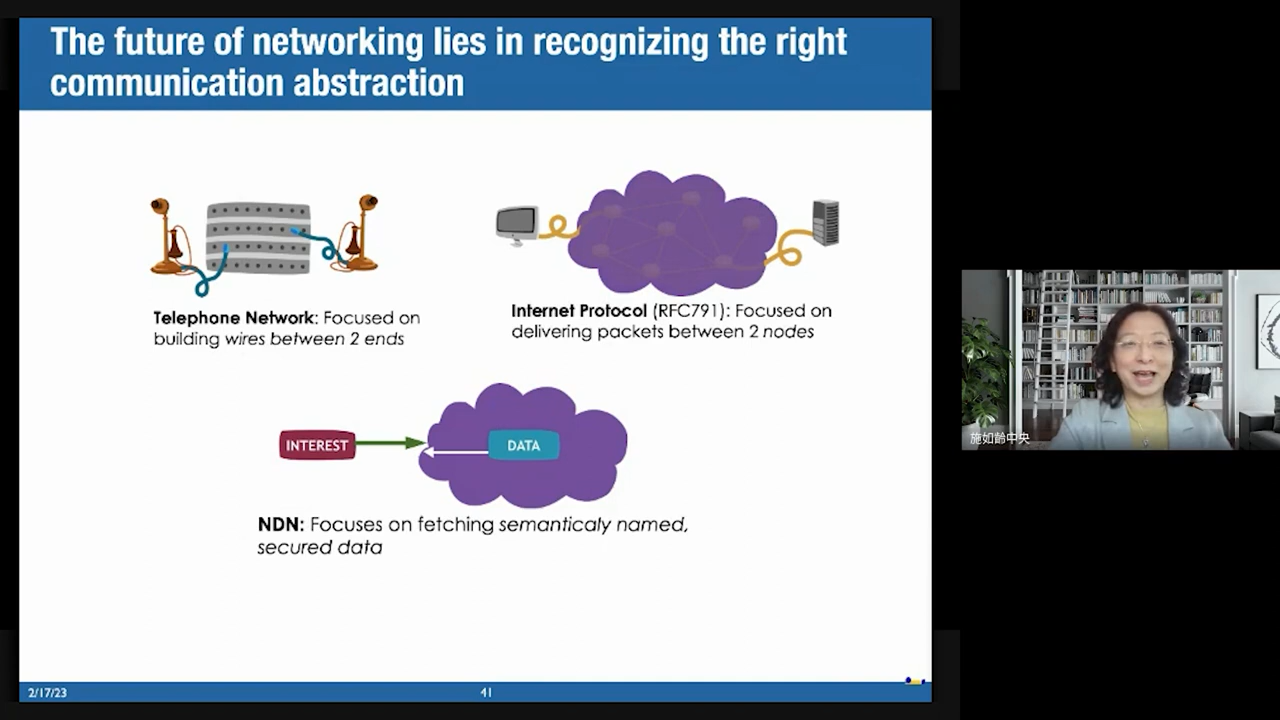 The future of networking lies in recognizing the right
communication abstraction
Telephone Network: Focused on
building wires between 2 ends
Internet Protocol (RFC791): Focused on
delivering packets between 2 nodes
INTEREST
DATA
NDN: Focuses on fetching semanticaly named,
secured data
2/17/23
41
施如齡中央